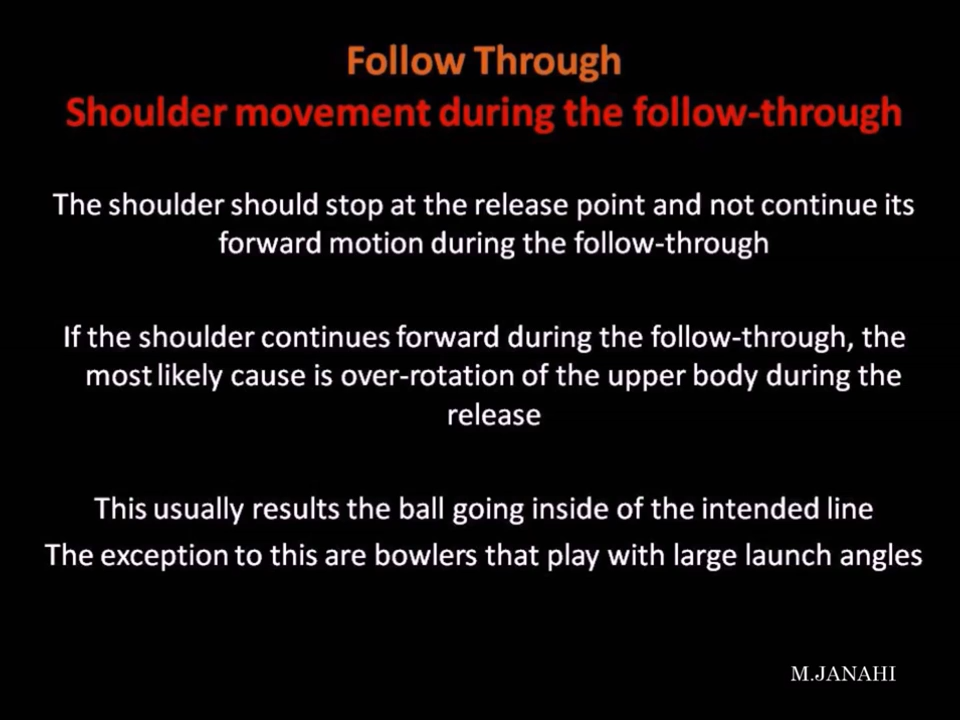 Follow Through
Shoulder movement during the follow-through
The shoulder should stop at the release point and not continue its
forward motion during the follow-through
If the shoulder continues forward during the follow-through, the
most likely cause is over-rotation of the upper body during the
release
This usually results the ball going inside of the intended line
The exception to this are bowlers that play with large launch angles
M.JANAHI